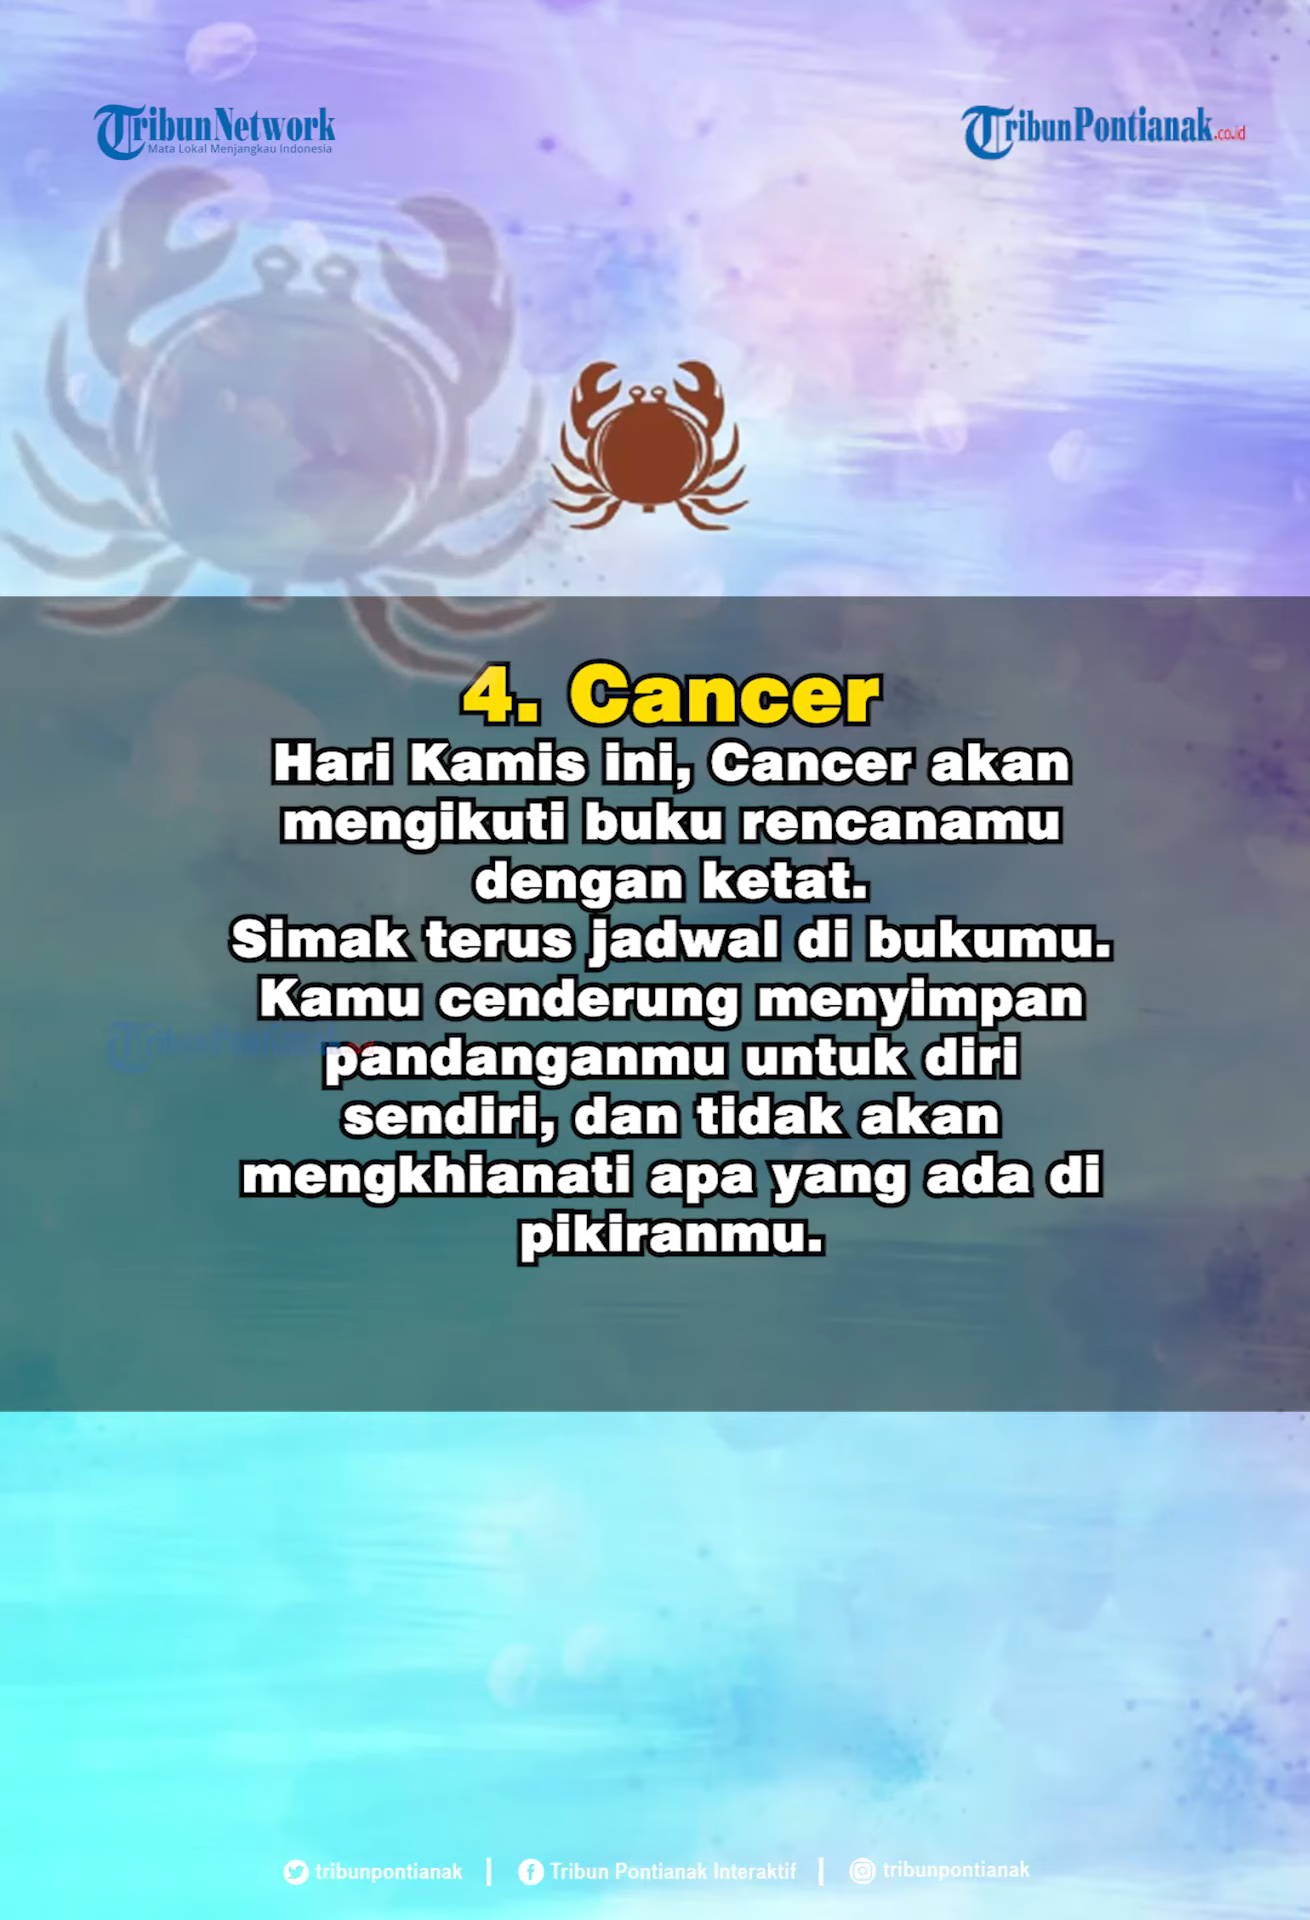 TribunNetwork
Mata Lokal Menjangkau Indonesia
TribunPontianak.co.id
4. Cancer
Hari Kamis ini, Cancer akan
mengikuti buku rencanamu
dengan ketat.
Simak terus jadwal di bukumu.
Kamu cenderung menyimpan
pandanganmu untuk diri
sendiri, dan tidak akan
mengkhianati apa yang ada di
pikiranmu.
TribunPontianak
tribunpontianak | Tribun Pontianak Interaktif | tribunpontianak